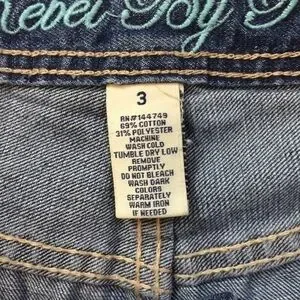 Rebel By
3
RN#144749
69% COTTON
31% POLYESTER
MACHINE
WASH COLD
TUMBLE DRY LOW
REMOVE
PROMPTLY
DO NOT BLEACH
WASH DARK
COLORS
SEPARATELY
WARM IRON
IF NEEDED